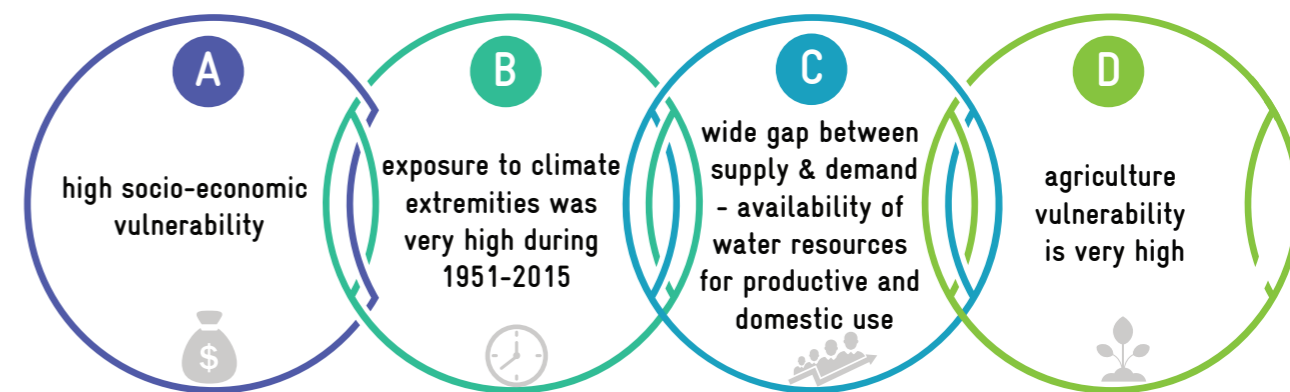 A
high socio-economic
vulnerability
$
B
exposure to climate
extremities was
very high during
1951-2015
C
wide gap between
supply & demand
- availability of
water resources
for productive and
domestic use
D
agriculture
vulnerability
is very high